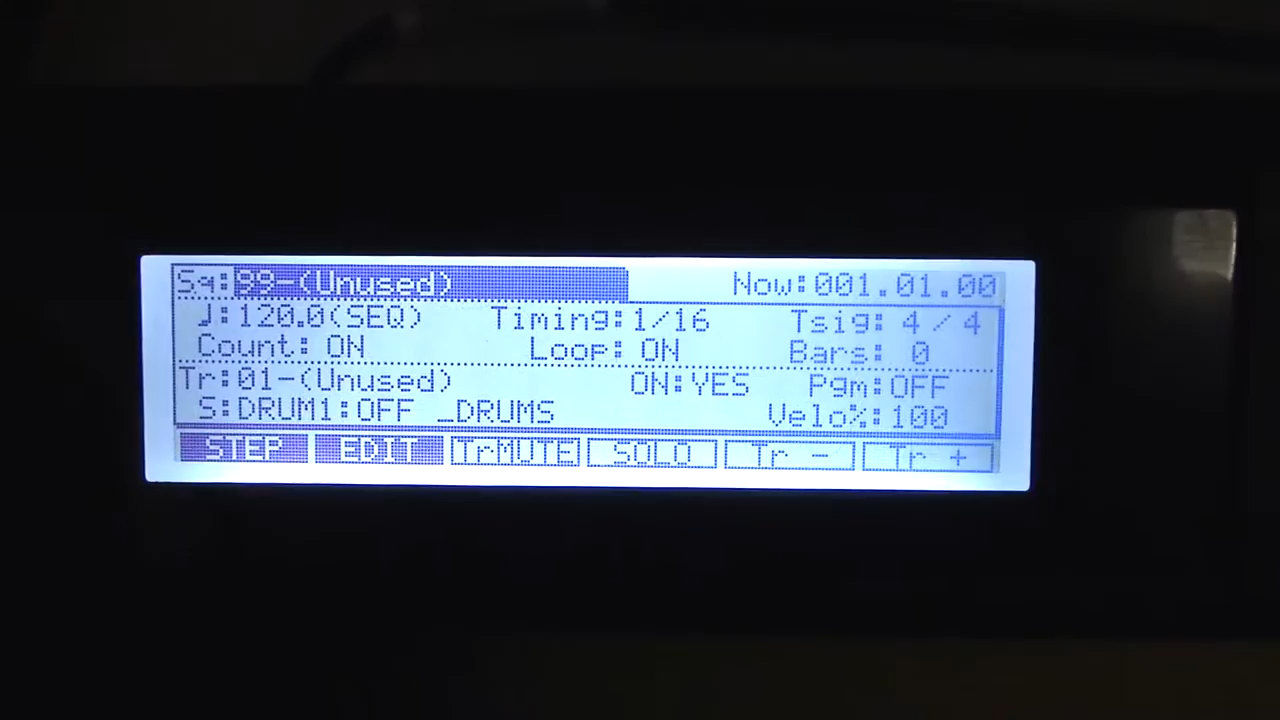 Sq:99-(Unused) Now:001.01.00
♩:120.0(SEQ) Timing:1/16 Tsig: 4 / 4
Count: ON Loop: ON Bars: 0
Tr:01-(Unused) ON:YES Pgm:OFF
S:DRUM1:OFF _DRUMS Velo%:100
STEP EDIT TrMUTE SOLO Tr - Tr +